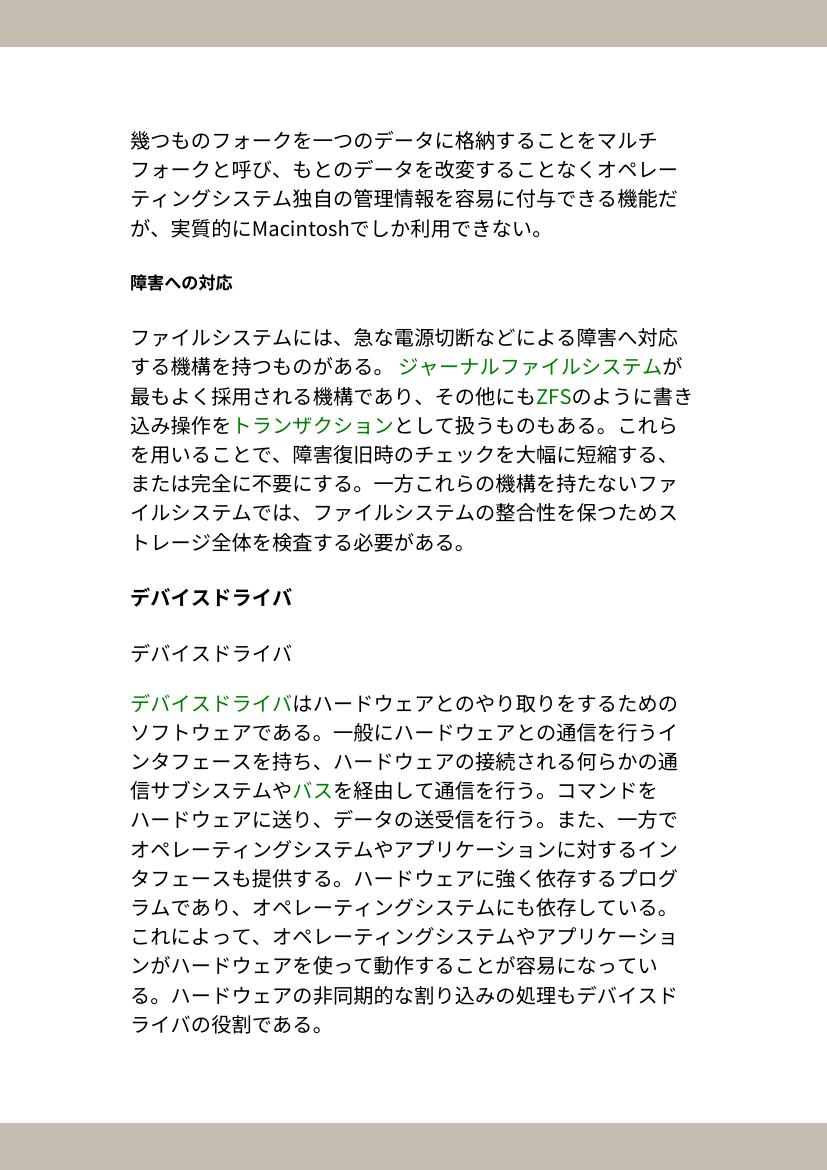 幾つものフォークを一つのデータに格納することをマルチ
フォークと呼び、もとのデータを改変することなくオペレー
ティングシステム独自の管理情報を容易に付与できる機能だ
が、実質的にMacintoshでしか利用できない。
障害への対応
ファイルシステムには、急な電源切断などによる障害へ対応
する機構を持つものがある。 ジャーナルファイルシステムが
最もよく採用される機構であり、その他にもZFSのように書き
込み操作をトランザクションとして扱うものもある。これら
を用いることで、障害復旧時のチェックを大幅に短縮する、
または完全に不要にする。一方これらの機構を持たないファ
イルシステムでは、ファイルシステムの整合性を保つためス
トレージ全体を検査する必要がある。
デバイスドライバ
デバイスドライバ
デバイスドライバはハードウェアとのやり取りをするための
ソフトウェアである。一般にハードウェアとの通信を行うイ
ンタフェースを持ち、ハードウェアの接続される何らかの通
信サブシステムやバスを経由して通信を行う。コマンドを
ハードウェアに送り、データの送受信を行う。また、一方で
オペレーティングシステムやアプリケーションに対するイン
タフェースも提供する。ハードウェアに強く依存するプログ
ラムであり、オペレーティングシステムにも依存している。
これによって、オペレーティングシステムやアプリケーショ
ンがハードウェアを使って動作することが容易になってい
る。ハードウェアの非同期的な割り込みの処理もデバイスド
ライバの役割である。